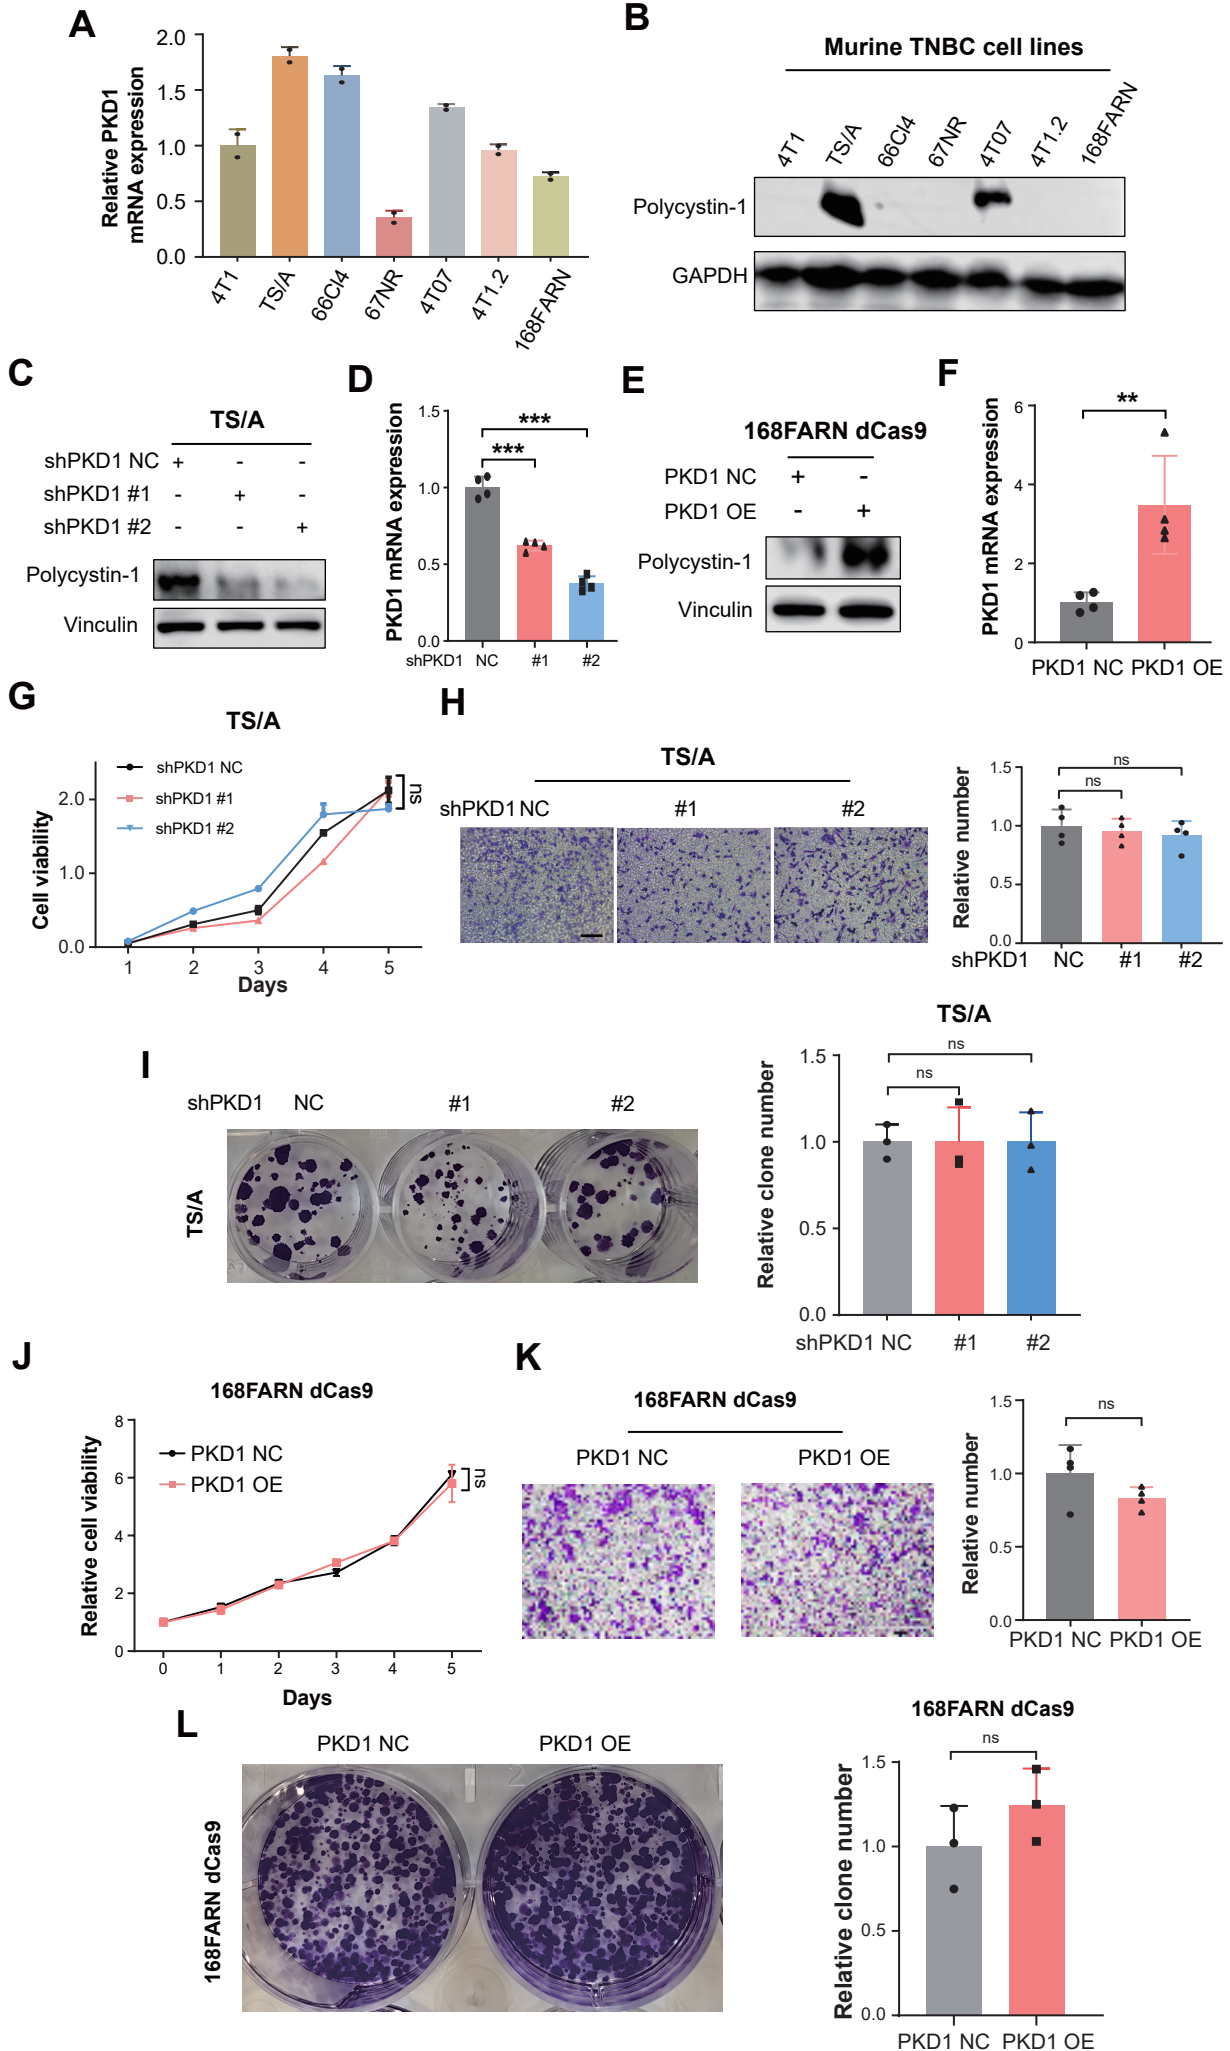 A
Relative PKD1
mRNA expression
2.0
1.5
1.0
0.5
0.0
4T1
TS/A
66Cl4
67NR
4T07
4T1.2
168FARN
B
Murine TNBC cell lines
4T1
TS/A
66Cl4
67NR
4T07
4T1.2
168FARN
Polycystin-1
GAPDH
C
TS/A
shPKD1 NC + - -
shPKD1 #1 - + -
shPKD1 #2 - - +
Polycystin-1
Vinculin
D
PKD1 mRNA expression
1.5
1.0
0.5
0.0
***
***
shPKD1 NC #1 #2
E
168FARN dCas9
PKD1 NC + -
PKD1 OE - +
Polycystin-1
Vinculin
F
PKD1 mRNA expression
6
4
2
0
**
PKD1 NC PKD1 OE
G
TS/A
shPKD1 NC
shPKD1 #1
shPKD1 #2
Cell viability
2.0
1.0
0.0
ns
1 2 3 4 5
Days
H
TS/A
shPKD1 NC #1 #2
Relative number
1.5
1.0
0.5
0.0
ns
ns
shPKD1 NC #1 #2
I
shPKD1 NC #1 #2
TS/A
TS/A
Relative clone number
1.5
1.0
0.5
0.0
ns
ns
shPKD1 NC #1 #2
J
168FARN dCas9
PKD1 NC
PKD1 OE
Relative cell viability
8
6
4
2
0
ns
0 1 2 3 4 5
Days
K
168FARN dCas9
PKD1 NC PKD1 OE
Relative number
1.5
1.0
0.5
0.0
ns
PKD1 NC PKD1 OE
L
PKD1 NC PKD1 OE
168FARN dCas9
168FARN dCas9
Relative clone number
1.5
1.0
0.5
0.0
ns
PKD1 NC PKD1 OE